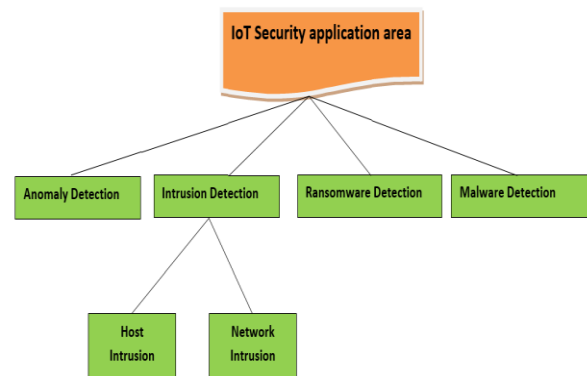 IoT Security application area
Anomaly Detection
Intrusion Detection
Ransomware Detection
Malware Detection
Host
Intrusion
Network
Intrusion